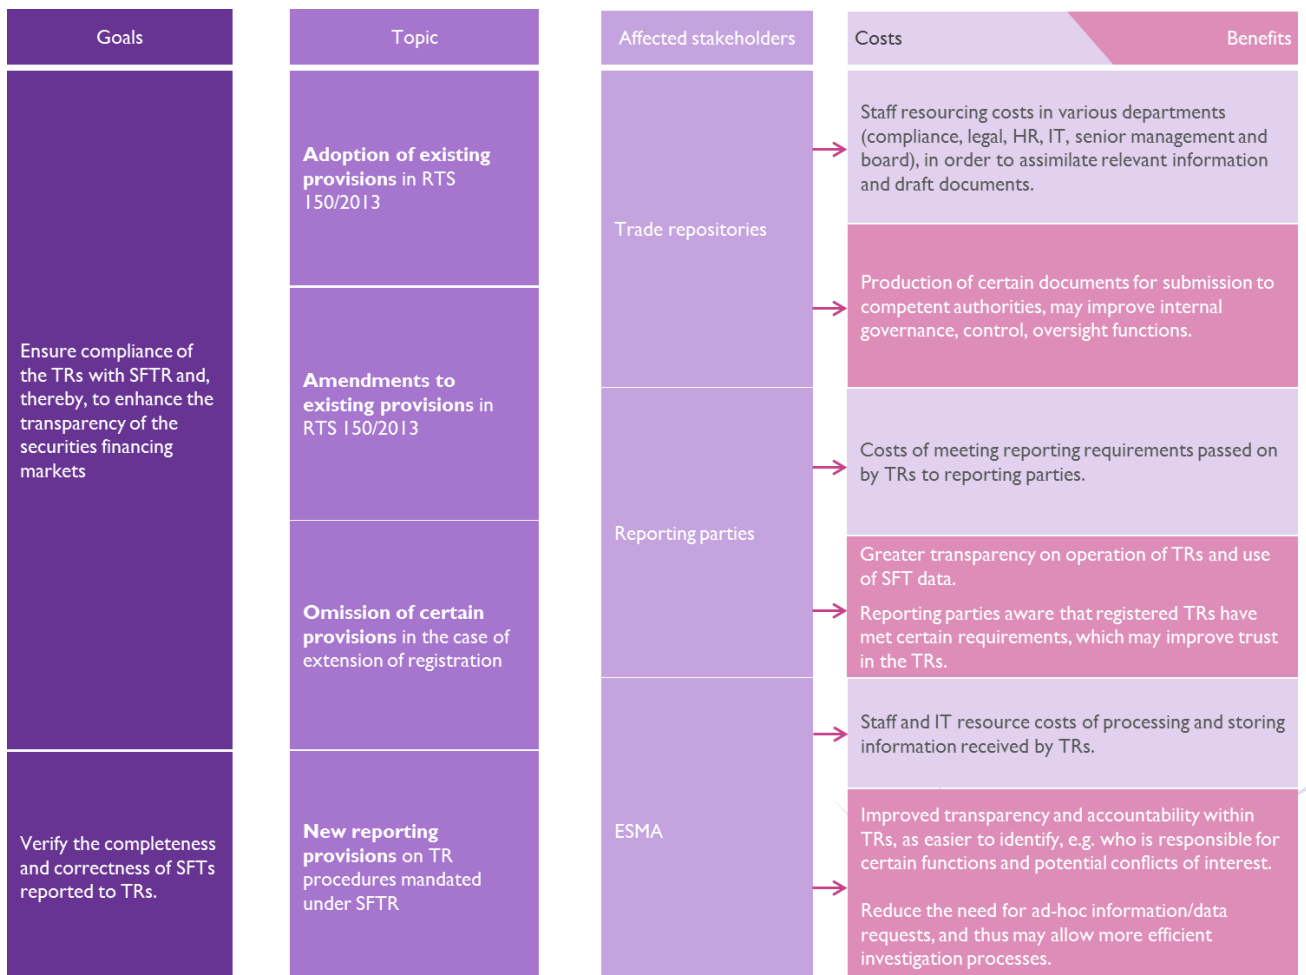 Goals
Topic
Affected stakeholders
Costs
Benefits
Ensure compliance of
the TRs with SFTR and,
thereby, to enhance the
transparency of the
securities financing
markets
Verify the completeness
and correctness of SFTs
reported to TRs.
Adoption of existing
provisions in RTS
150/2013
Amendments to
existing provisions in
RTS 150/2013
Omission of certain
provisions in the case of
extension of registration
New reporting
provisions on TR
procedures mandated
under SFTR
Trade repositories
Reporting parties
ESMA
Staff resourcing costs in various departments
(compliance, legal, HR, IT, senior management and
board), in order to assimilate relevant information
and draft documents.
Production of certain documents for submission to
competent authorities, may improve internal
governance, control, oversight functions.
Costs of meeting reporting requirements passed on
by TRs to reporting parties.
Greater transparency on operation of TRs and use
of SFT data.
Reporting parties aware that registered TRs have
met certain requirements, which may improve trust
in the TRs.
Staff and IT resource costs of processing and storing
information received by TRs.
Improved transparency and accountability within
TRs, as easier to identify, e.g. who is responsible for
certain functions and potential conflicts of interest.
Reduce the need for ad-hoc information/data
requests, and thus may allow more efficient
investigation processes.